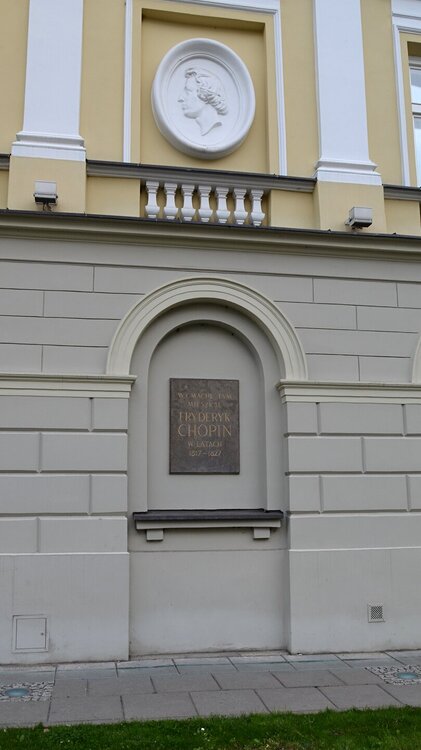 W GMACHU TYM
MIESZKAŁ
FRYDERYK
CHOPIN
W LATACH
1817-1827